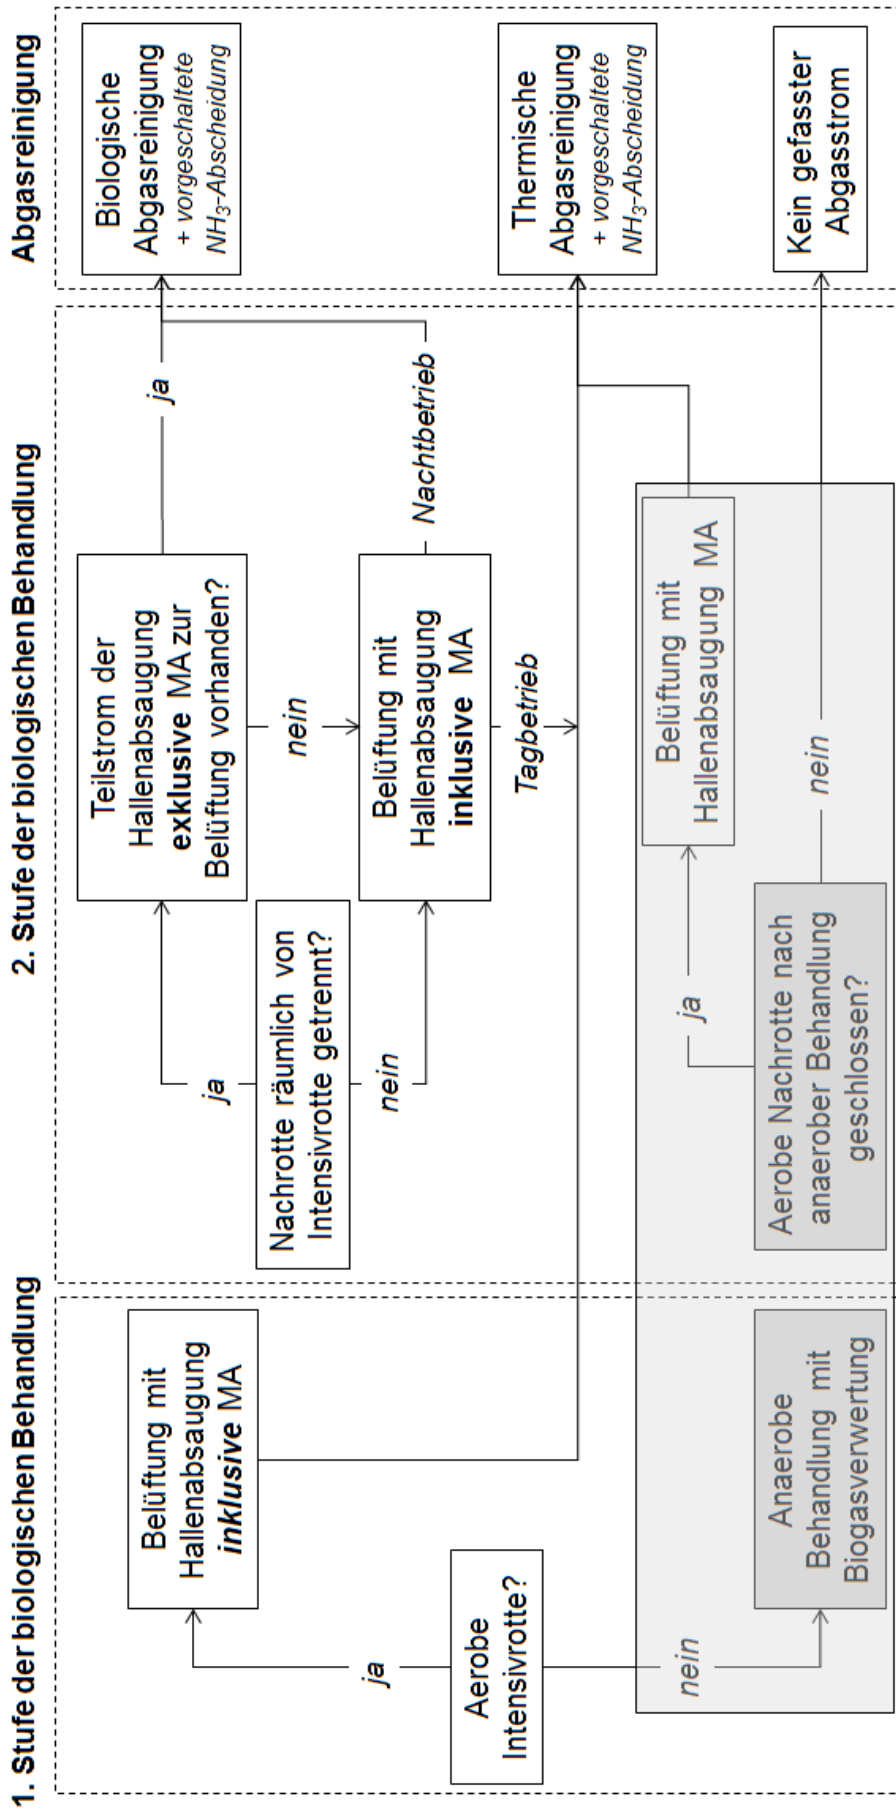 1. Stufe der biologischen Behandlung
Aerobe
Intensivrotte?
ja
nein
Belüftung mit
Hallenabsaugung
inklusive MA
Anaerobe
Behandlung mit
Biogasverwertung
2. Stufe der biologischen Behandlung
Nachrotte räumlich von
Intensivrotte getrennt?
ja
nein
Teilstrom der
Hallenabsaugung
exklusive MA zur
Belüftung vorhanden?
ja
nein
Belüftung mit
Hallenabsaugung
inklusive MA
Nachtbetrieb
Tagbetrieb
Aerobe Nachrotte nach
anaerober Behandlung
geschlossen?
ja
nein
Belüftung mit
Hallenabsaugung MA
Abgasreinigung
Biologische
Abgasreinigung
+ vorgeschaltete
NH₃-Abscheidung
Thermische
Abgasreinigung
+ vorgeschaltete
NH₃-Abscheidung
Kein gefasster
Abgasstrom